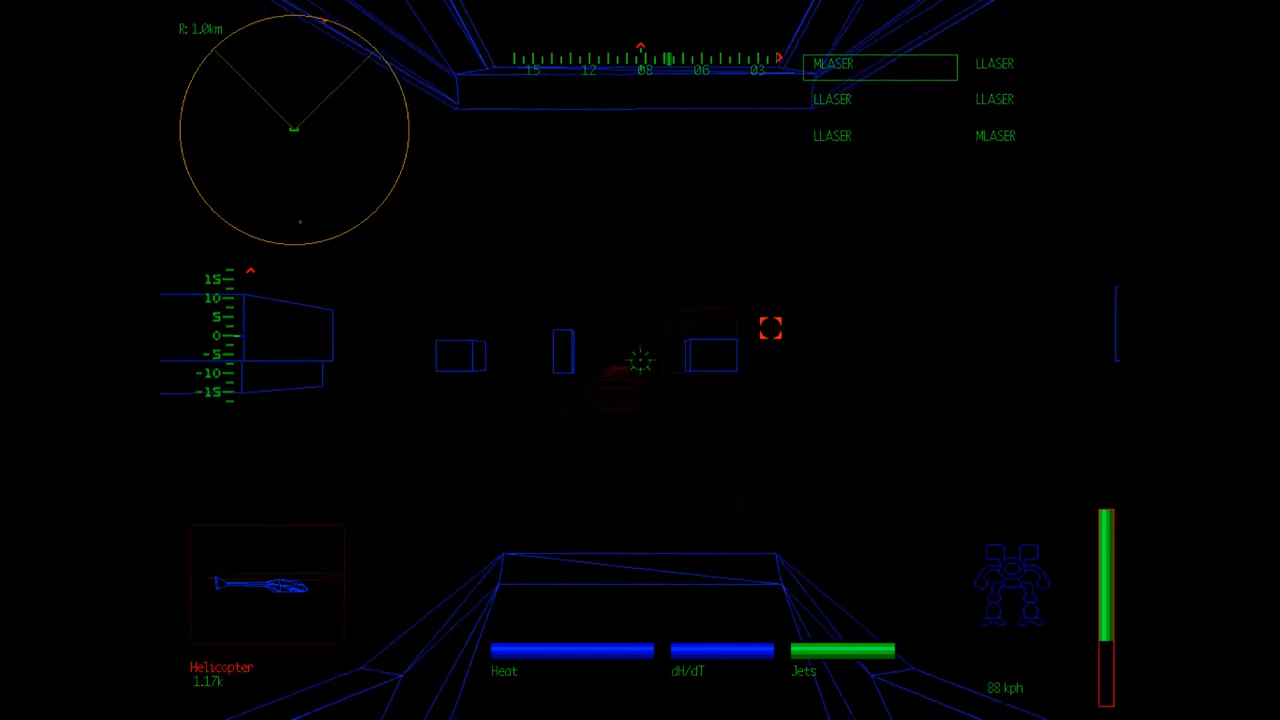 R: 1.0km
15 12 08 06 03
MLASER LLASER
LLASER LLASER
LLASER MLASER
15
10
5
0
-5
-10
-15
Helicopter
1.17k
Heat dH/dT Jets
88 kph